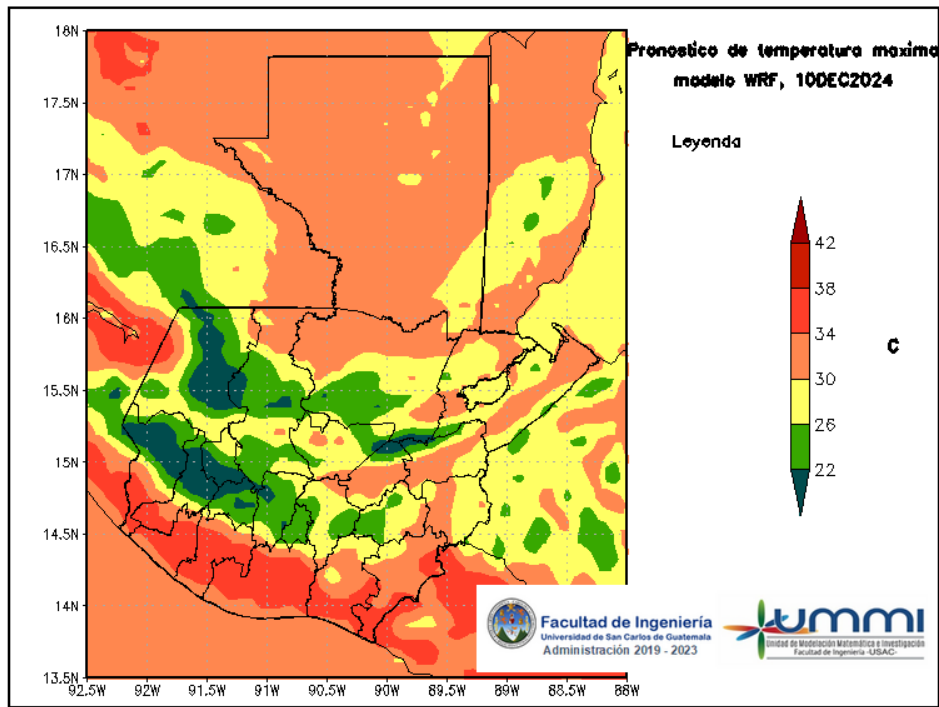 Pronostico de temperatura maxima
modelo WRF, 10DEC2024
Leyenda
18N
17.5N
17N
16.5N
16N
15.5N
15N
14.5N
14N
13.5N
92.5W 92W 91.5W 91W 90.5W 90W 89.5W 89W 88.5W 88W
42
38
34
30
26
22
C
Facultad de Ingeniería
Universidad de San Carlos de Guatemala
Administración 2019 - 2023
ummi
Unidad de Modelación Matemática e Investigación
Facultad de Ingeniería -USAC-